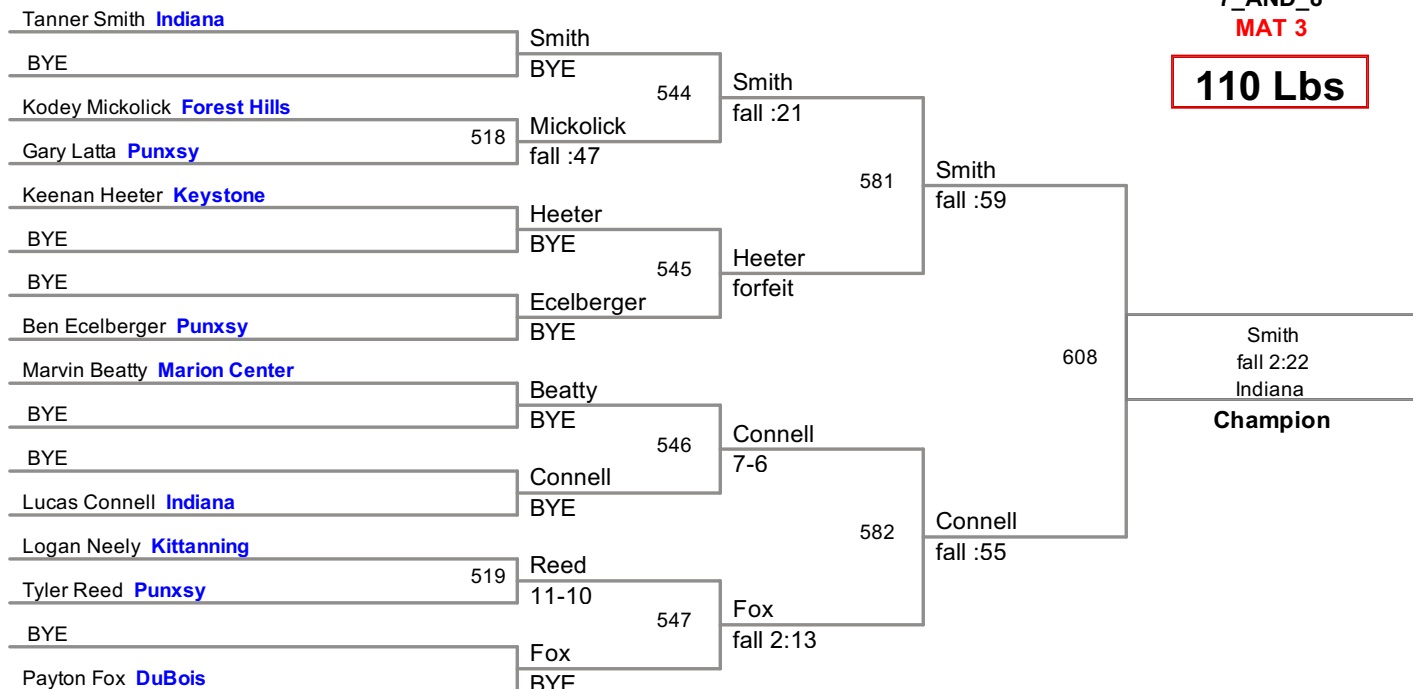 7_AND_8
MAT 3
110 Lbs
Tanner Smith Indiana
BYE
Kodey Mickolick Forest Hills
Gary Latta Punxsy
Keenan Heeter Keystone
BYE
BYE
Ben Ecelberger Punxsy
Marvin Beatty Marion Center
BYE
BYE
Lucas Connell Indiana
Logan Neely Kittanning
Tyler Reed Punxsy
BYE
Payton Fox DuBois
518
519
Smith
BYE
Mickolick
fall :47
Heeter
BYE
Ecelberger
BYE
Beatty
BYE
Connell
BYE
Reed
11-10
Fox
BYE
544
545
546
547
Smith
fall :21
Heeter
forfeit
Connell
7-6
Fox
fall 2:13
581
582
Smith
fall :59
Connell
fall :55
608
Smith
fall 2:22
Indiana
Champion